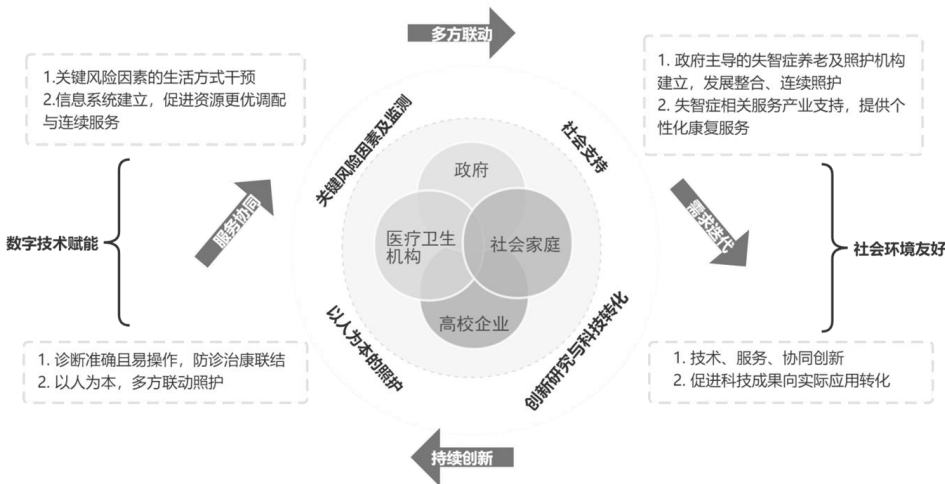 多方联动
1.关键风险因素的生活方式干预
2.信息系统建立，促进资源更优调配
与连续服务
1. 政府主导的失智症养老及照护机构
建立，发展整合、连续照护
2. 失智症相关服务产业支持，提供个
性化康复服务
关键风险因素及监测
社会支持
政府
服务协同
需求迭代
数字技术赋能
医疗卫生
机构
社会家庭
社会环境友好
高校企业
以人为本的照护
创新研究与科技转化
1. 诊断准确且易操作，防诊治康联结
2. 以人为本，多方联动照护
1. 技术、服务、协同创新
2. 促进科技成果向实际应用转化
持续创新